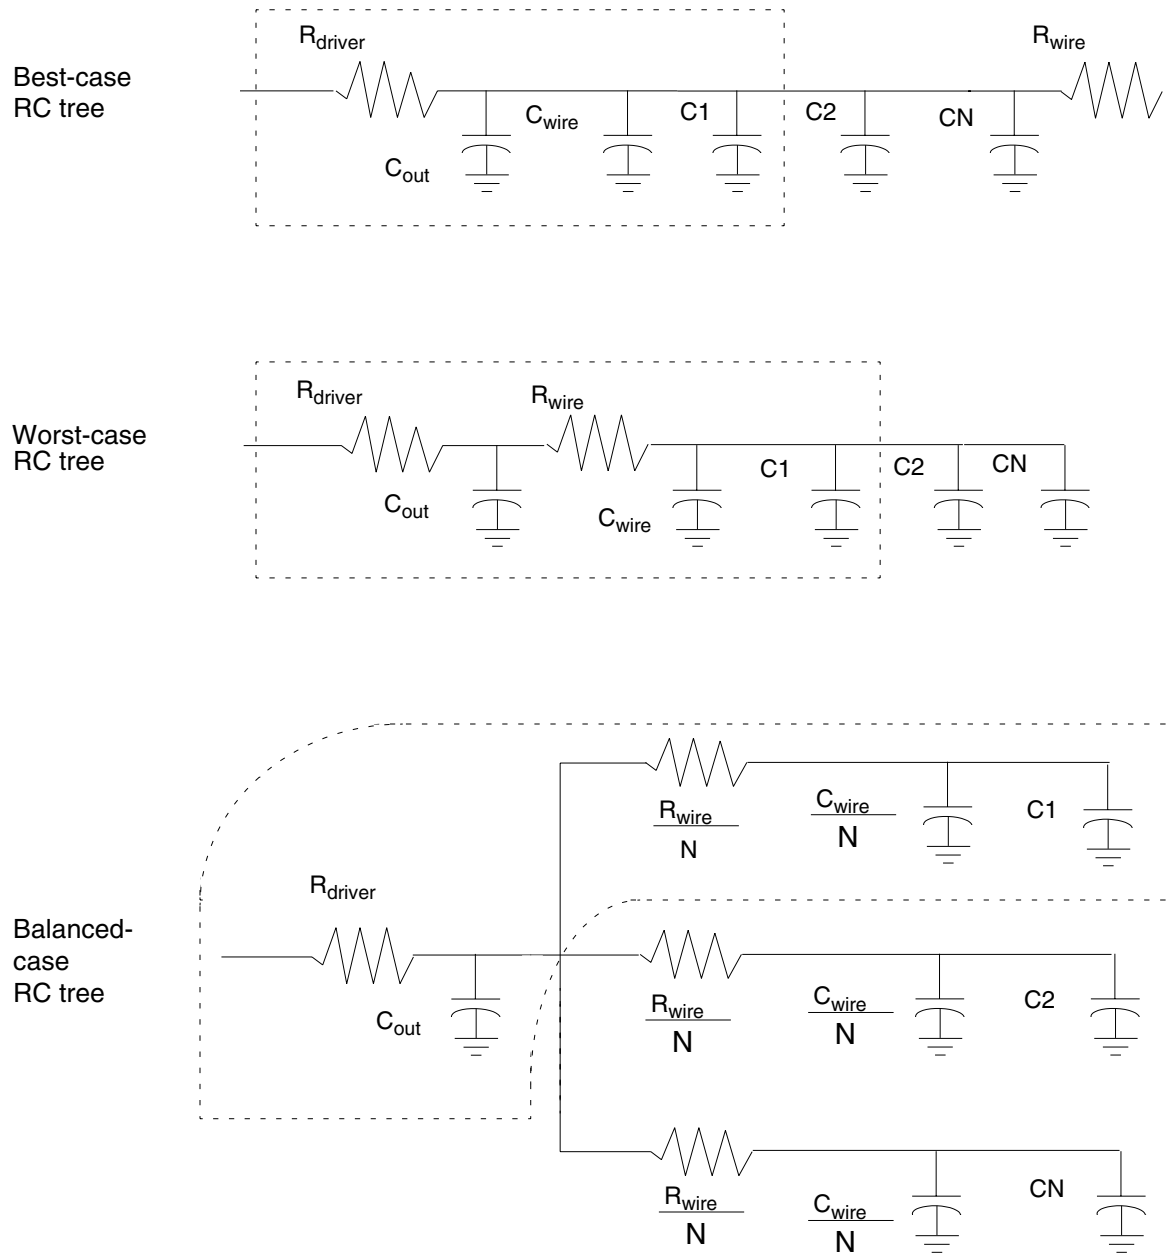 R_driver
R_wire
Best-case
RC tree
C_wire
C1
C2
CN
C_out
R_driver
R_wire
Worst-case
RC tree
C1
C2
CN
C_out
C_wire
R_wire
N
C_wire
N
C1
R_driver
Balanced-
case
RC tree
C_out
R_wire
N
C_wire
N
C2
R_wire
N
C_wire
N
CN